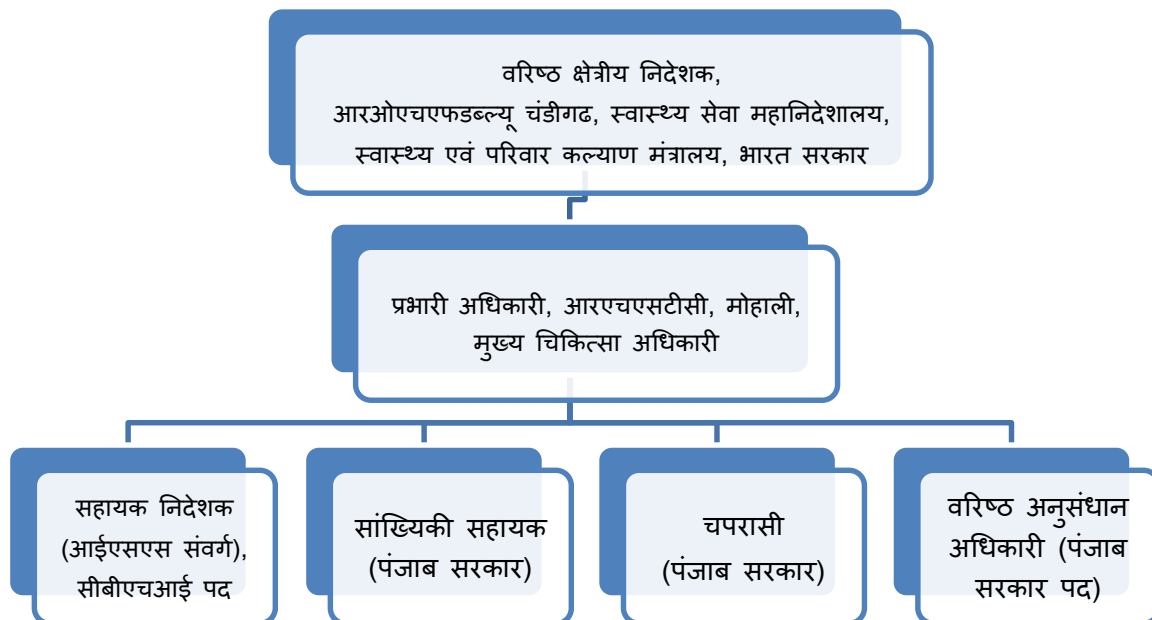 वरिष्ठ क्षेत्रीय निदेशक,
आरओएचएफडब्ल्यू चंडीगढ, स्वास्थ्य सेवा महानिदेशालय,
स्वास्थ्य एवं परिवार कल्याण मंत्रालय, भारत सरकार
प्रभारी अधिकारी, आरएचएसटीसी, मोहाली,
मुख्य चिकित्सा अधिकारी
सहायक निदेशक
(आईएसएस संवर्ग),
सीबीएचआई पद
सांख्यिकी सहायक
(पंजाब सरकार)
चपरासी
(पंजाब सरकार)
वरिष्ठ अनुसंधान
अधिकारी (पंजाब
सरकार पद)